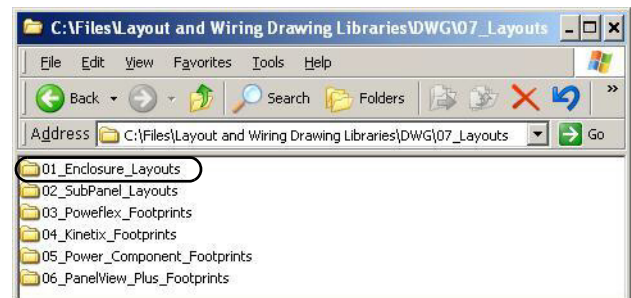 C:\Files\Layout and Wiring Drawing Libraries\DWG\07_Layouts
File Edit View Favorites Tools Help
Back Search Folders »
Address C:\Files\Layout and Wiring Drawing Libraries\DWG\07_Layouts Go
01_Enclosure_Layouts
02_SubPanel_Layouts
03_Poweflex_Footprints
04_Kinetix_Footprints
05_Power_Component_Footprints
06_PanelView_Plus_Footprints